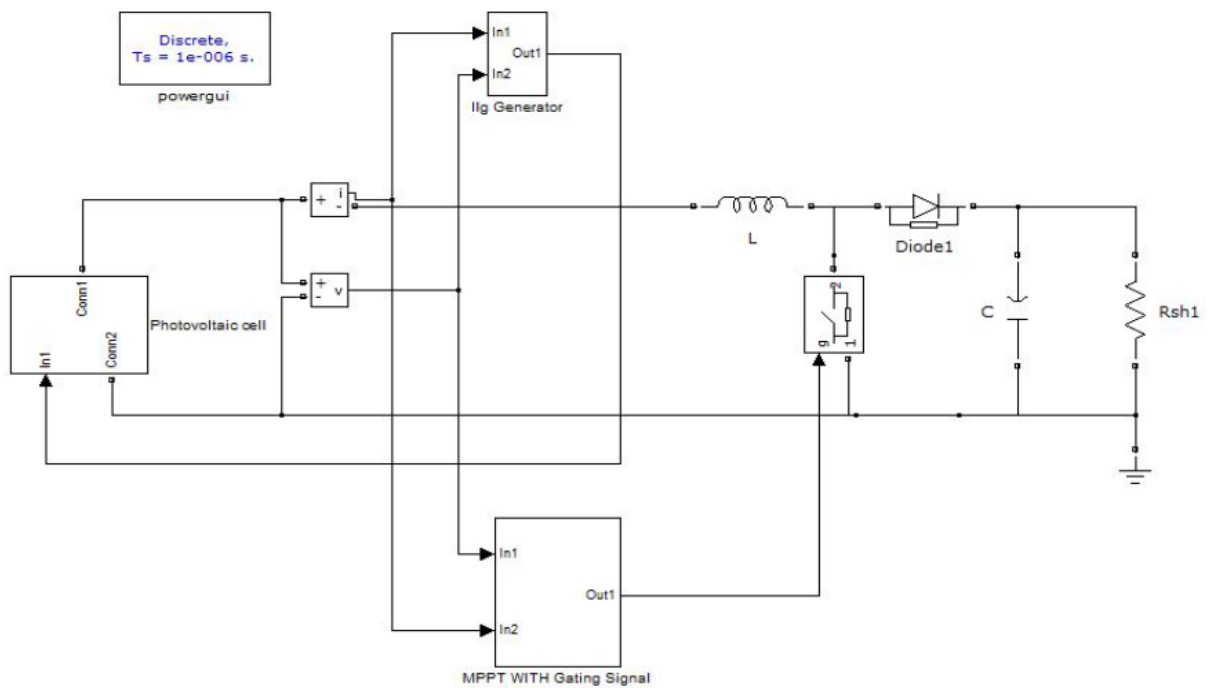 Discrete,
Ts = 1e-006 s.
powergui
In1
Out1
In2
IIg Generator
+
i
-
L
Diode1
+
-
v
Conn1
Photovoltaic cell
In1
Conn2
2
g
1
C
Rsh1
In1
Out1
In2
MPPT WITH Gating Signal